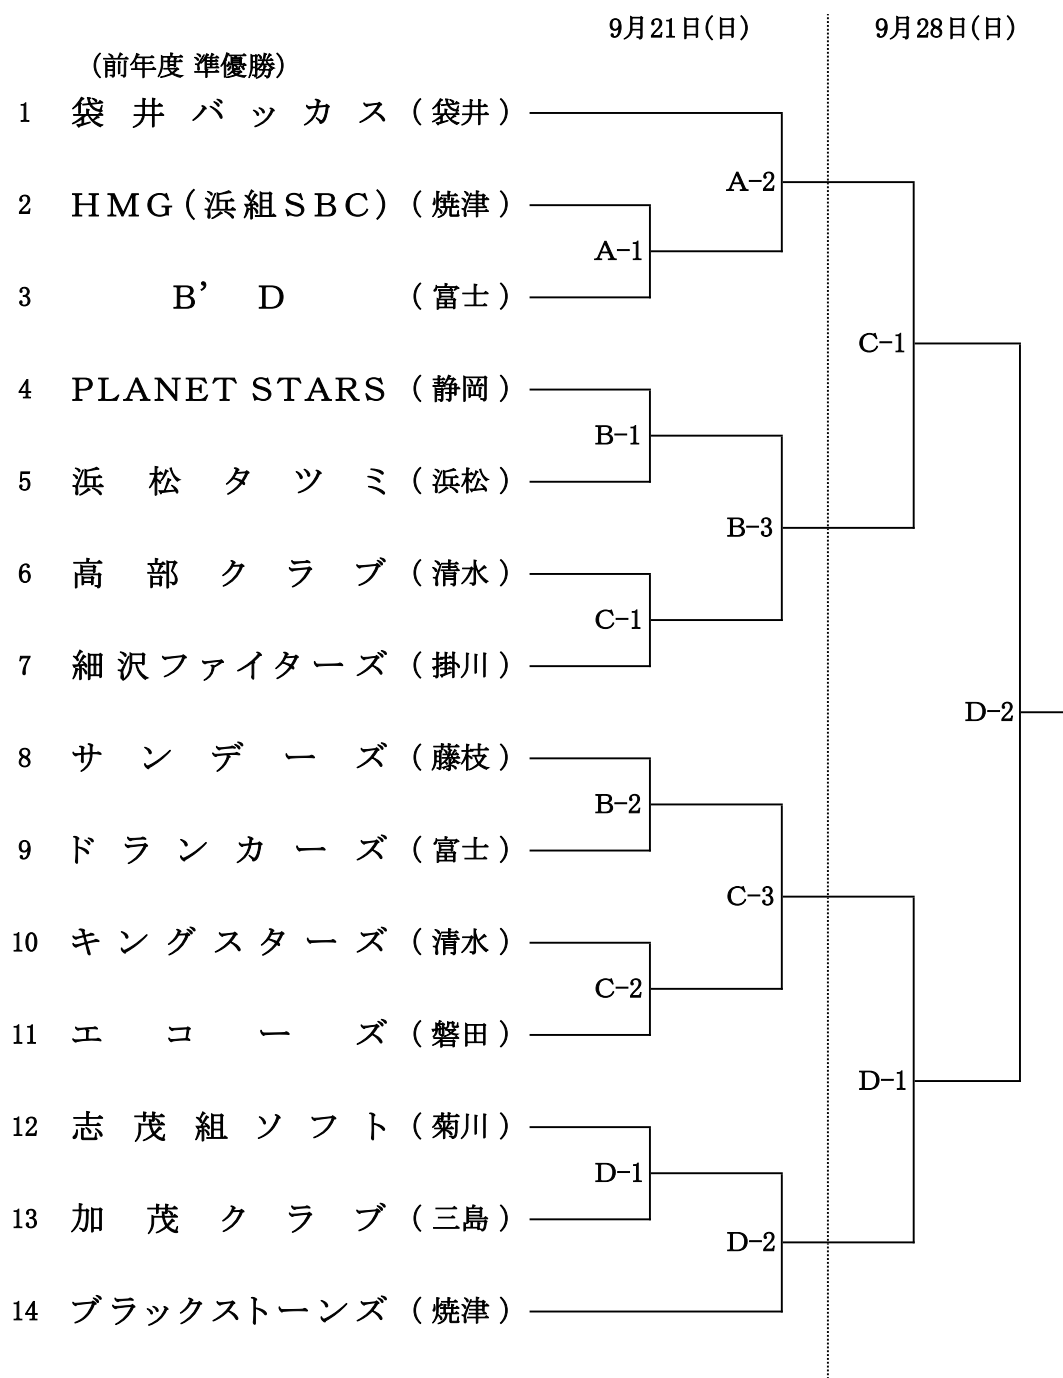 9月21日(日) 9月28日(日)
(前年度 準優勝)
1 袋井バッカス (袋井)
A-2
2 HMG(浜組SBC) (焼津)
A-1
3 B’ D (富士)
C-1
4 PLANET STARS (静岡)
B-1
5 浜松タツミ (浜松)
B-3
6 高部クラブ (清水)
C-1
7 細沢ファイターズ (掛川)
D-2
8 サンデーズ (藤枝)
B-2
9 ドランカーズ (富士)
C-3
10 キングスターズ (清水)
C-2
11 エコーズ (磐田)
D-1
12 志茂組ソフト (菊川)
D-1
13 加茂クラブ (三島)
D-2
14 ブラックストーンズ (焼津)